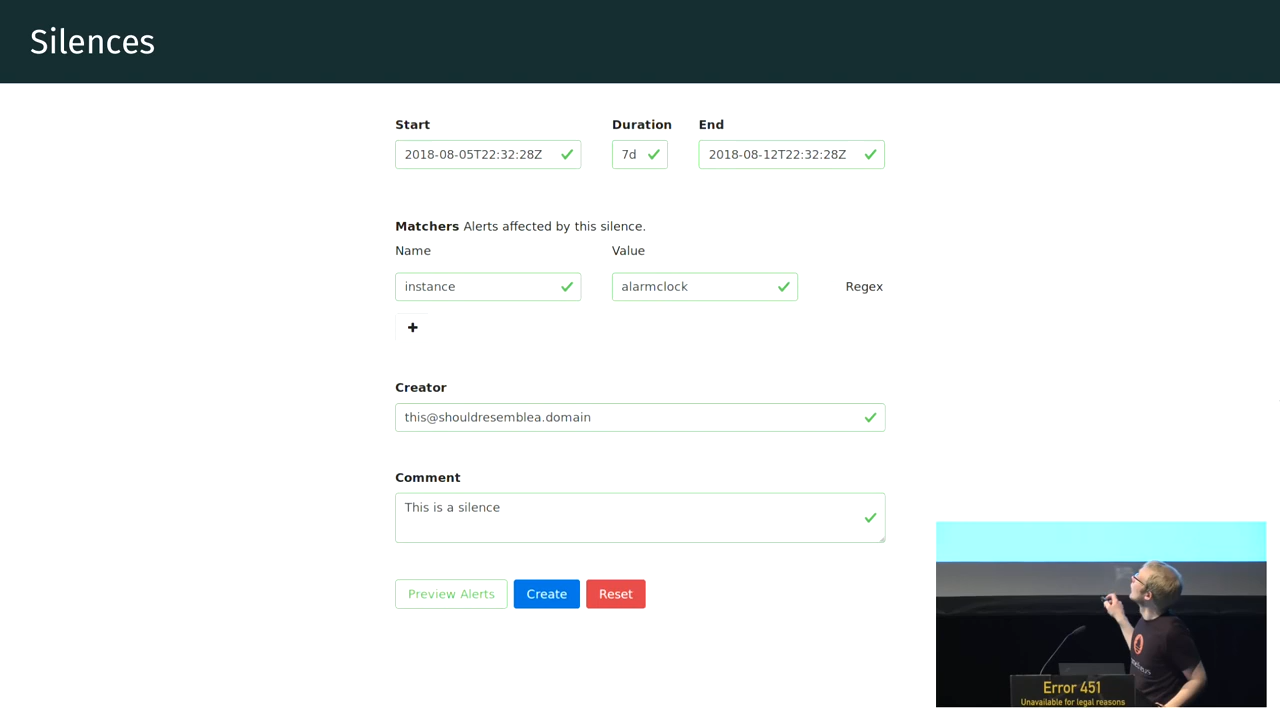 Silences
Start Duration End
2018-08-05T22:32:28Z 7d 2018-08-12T22:32:28Z
Matchers Alerts affected by this silence.
Name Value
instance alarmclock Regex
+
Creator
this@shouldresemblea.domain
Comment
This is a silence
Preview Alerts Create Reset
Error 451
Unavailable for legal reasons